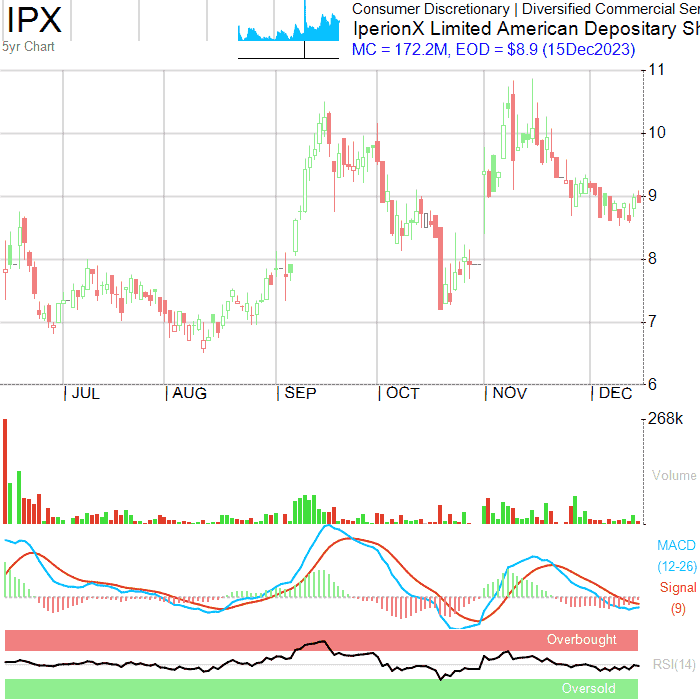 IPX
5yr Chart
Consumer Discretionary | Diversified Commercial Ser
IperionX Limited American Depositary Sh
MC = 172.2M, EOD = $8.9 (15Dec2023)
11
10
9
8
7
6
JUL AUG SEP OCT NOV DEC
268k
Volume
MACD
(12-26)
Signal
(9)
Overbought
RSI(14)
Oversold